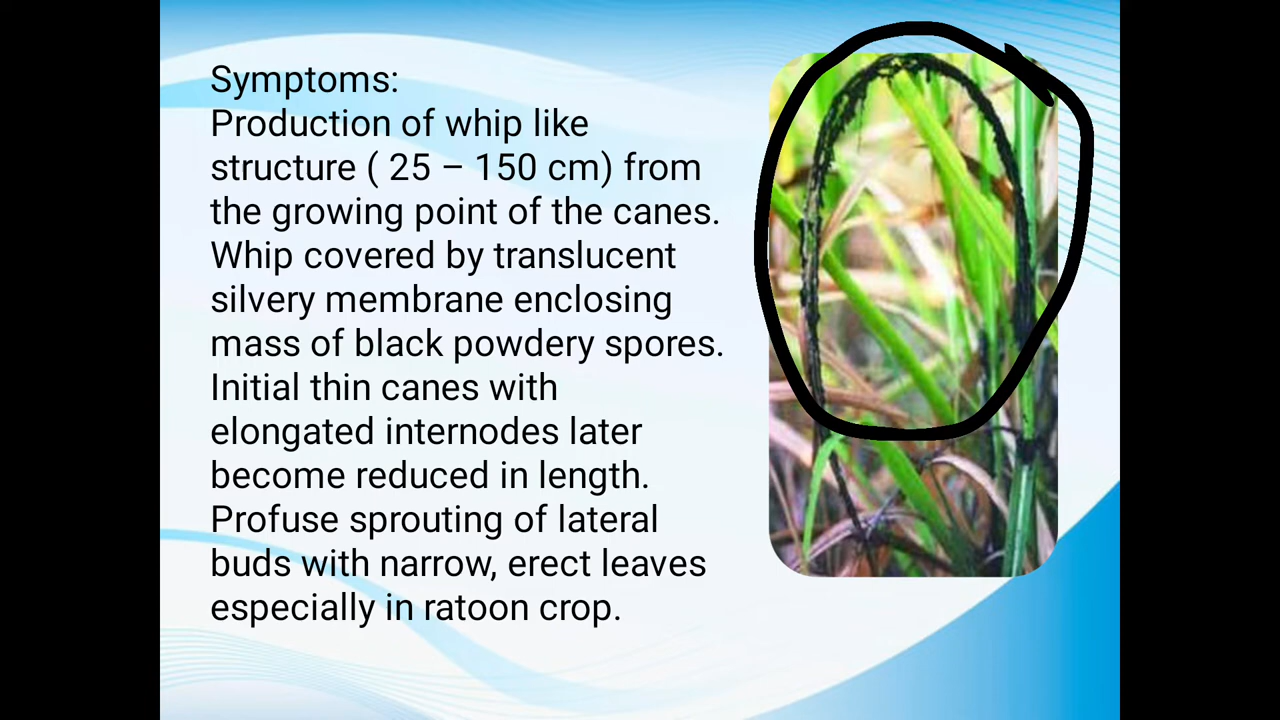 Symptoms:
Production of whip like
structure ( 25 – 150 cm) from
the growing point of the canes.
Whip covered by translucent
silvery membrane enclosing
mass of black powdery spores.
Initial thin canes with
elongated internodes later
become reduced in length.
Profuse sprouting of lateral
buds with narrow, erect leaves
especially in ratoon crop.